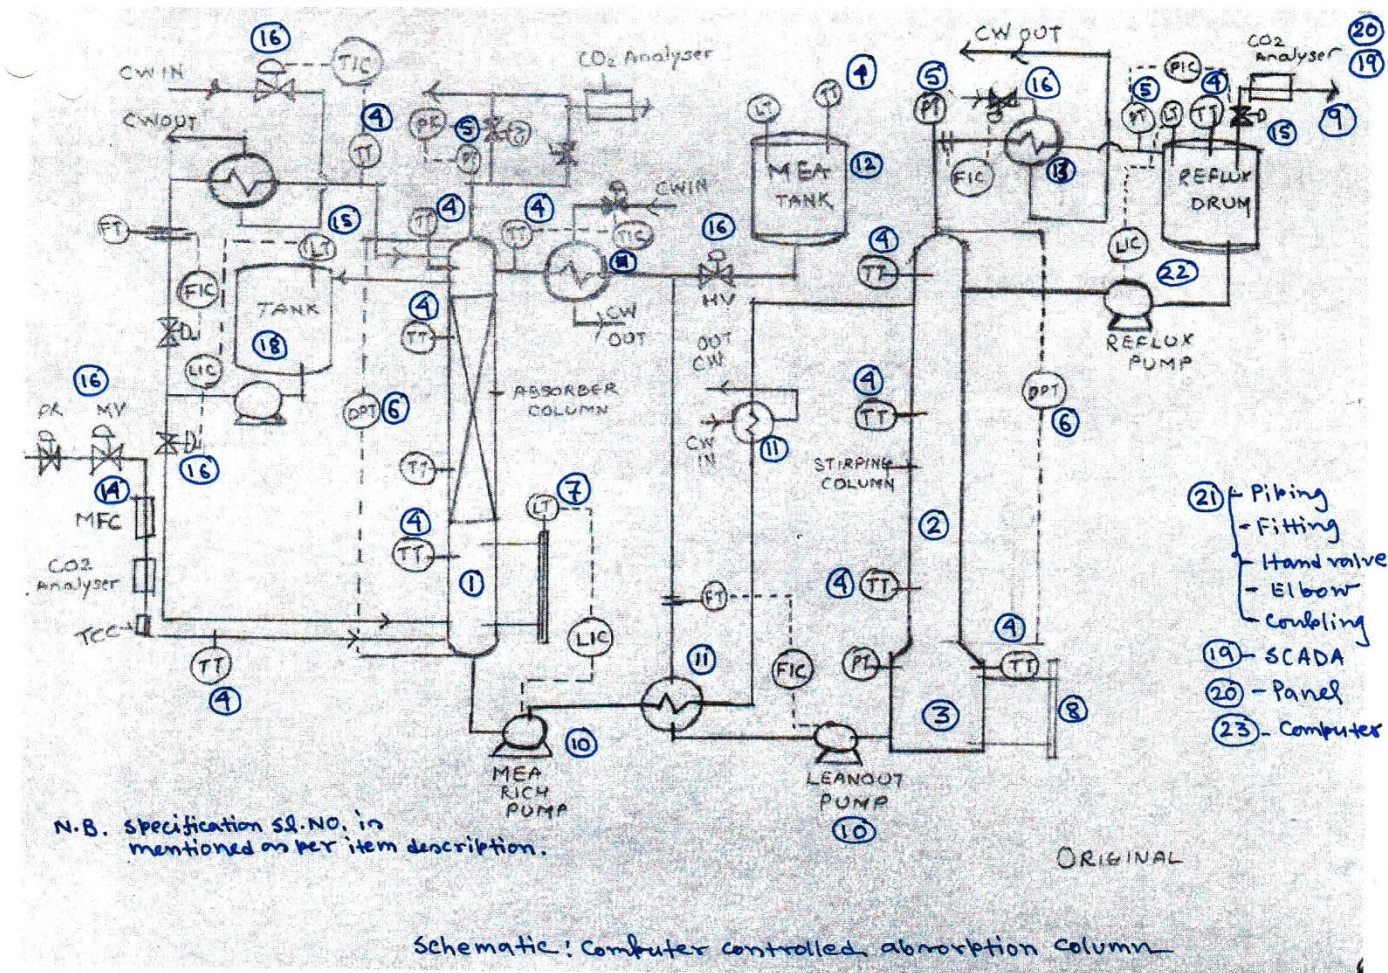 16
TIC
CO2 Analyser
CW IN
CW OUT
4
TT
5
PT
4
TT
4
TT
CWIN
TIC
CW
OUT
FT
15
LT
FIC
TANK
18
LIC
16
PR
MV
16
14
MFC
CO2
Analyser
TCC
TT
4
DPT
6
4
TT
TT
4
TT
1
ABSORBER
COLUMN
7
LT
LIC
MEA
RICH
PUMP
10
4
LT
TT
MEA
TANK
12
16
HV
OUT
CW
CW
IN
11
11
FT
FIC
LEANOUT
PUMP
10
CW OUT
5
PT
16
FIC
13
4
TT
4
TT
STIRPING
COLUMN
2
4
TT
4
PT
TT
3
8
DPT
6
PIC
5
4
PT
LT
TT
CO2
Analyser
20
19
9
15
REFLUX
DRUM
LIC
22
REFLUX
PUMP
21 - Piping
- Fitting
- Hand valve
- Elbow
- Coubling
19 - SCADA
20 - Panel
23 - Computer
N.B. Specification Sl. NO. is
mentioned as per item description.
ORIGINAL
Schematic: Computer controlled absorption column